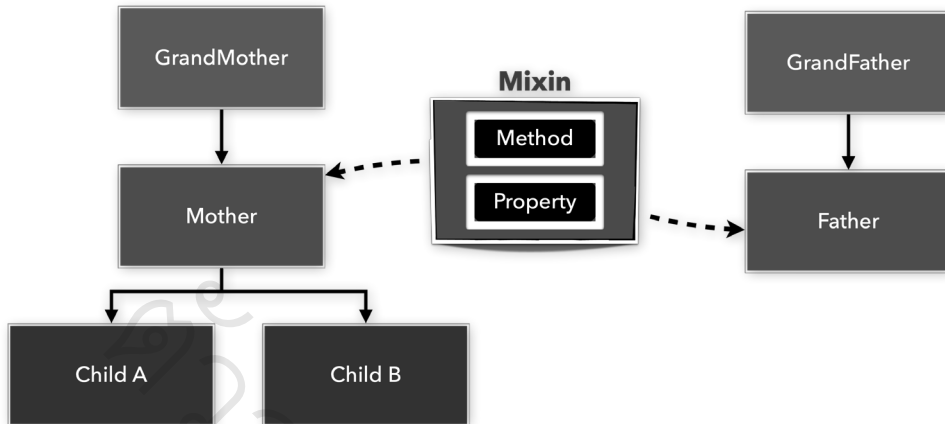 GrandMother
Mixin
GrandFather
Method
Property
Mother
Father
Child A
Child B